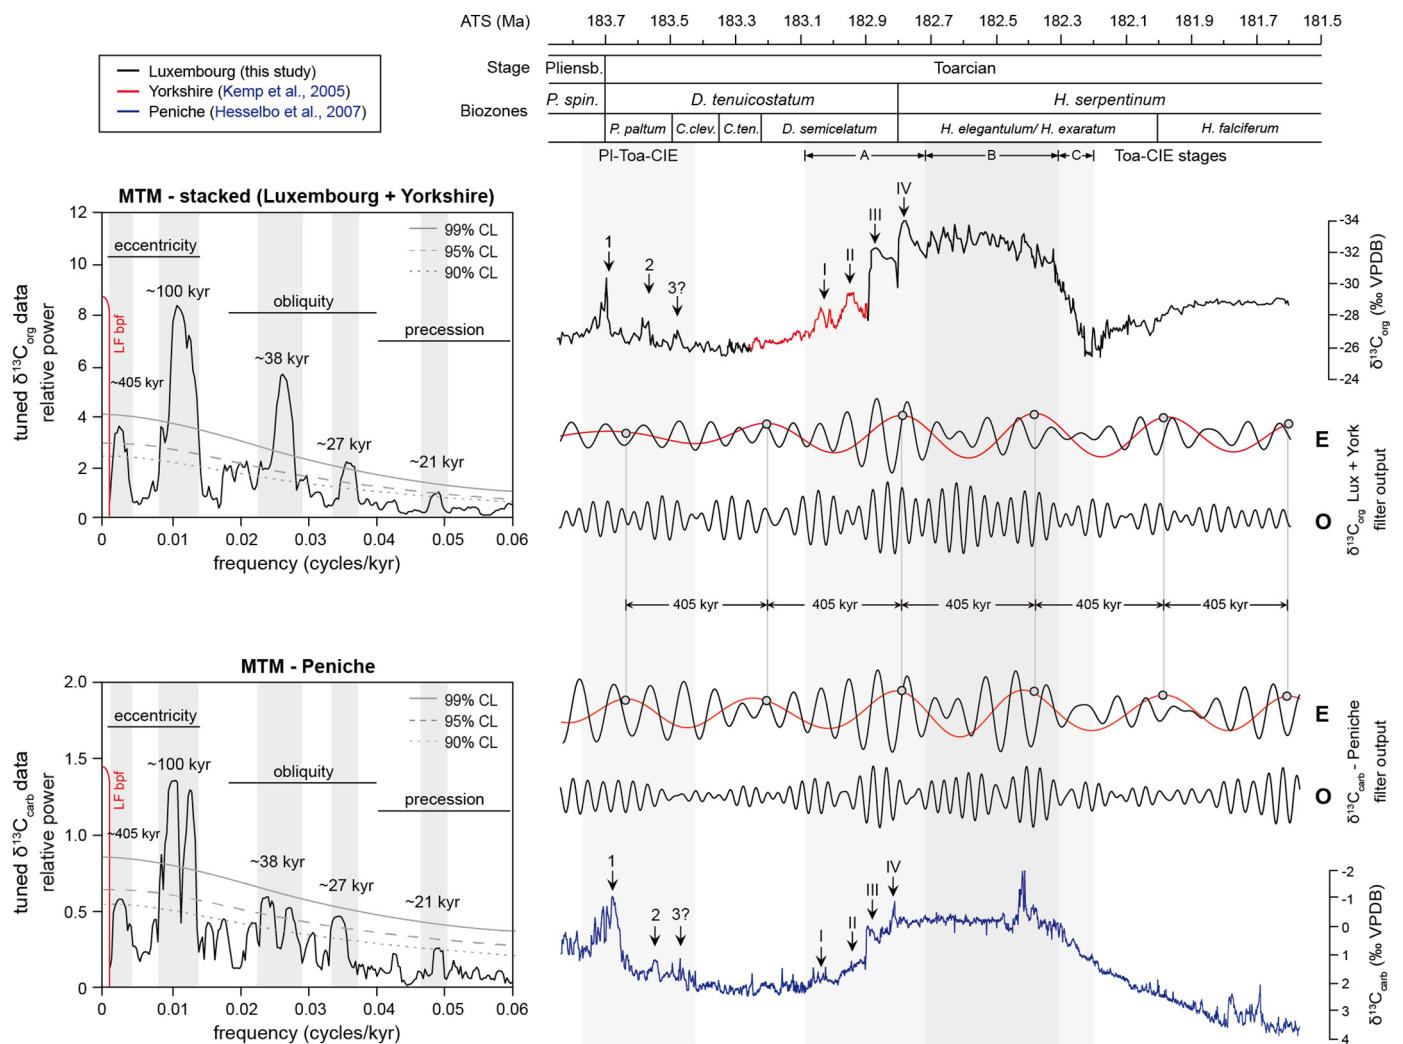 ATS (Ma) 183.7 183.5 183.3 183.1 182.9 182.7 182.5 182.3 182.1 181.9 181.7 181.5
Stage Pliensb. Toarcian
Biozones P. spin. D. tenuicostatum H. serpentinum
P. paltum C.clev. C.ten. D. semicelatum H. elegantulum/ H. exaratum H. falciferum
Pl-Toa-CIE A B C Toa-CIE stages
Luxembourg (this study)
Yorkshire (Kemp et al., 2005)
Peniche (Hesselbo et al., 2007)
MTM - stacked (Luxembourg + Yorkshire)
tuned δ13Corg data
relative power
12
10
8
6
4
2
0
eccentricity
~100 kyr
~405 kyr
LF bpf
obliquity
~38 kyr
~27 kyr
precession
~21 kyr
99% CL
95% CL
90% CL
0 0.01 0.02 0.03 0.04 0.05 0.06
frequency (cycles/kyr)
1
2
3?
I
II
III
IV
-34
-32
-30
-28
-26
-24
δ13Corg (‰ VPDB)
E
O
δ13Corg Lux + York
filter output
405 kyr 405 kyr 405 kyr 405 kyr 405 kyr
MTM - Peniche
tuned δ13Ccarb data
relative power
2.0
1.5
1.0
0.5
0
eccentricity
~100 kyr
~405 kyr
LF bpf
obliquity
~38 kyr
~27 kyr
precession
~21 kyr
99% CL
95% CL
90% CL
0 0.01 0.02 0.03 0.04 0.05 0.06
frequency (cycles/kyr)
E
O
δ13Ccarb - Peniche
filter output
1
2
3?
I
II
III
IV
-2
-1
0
1
2
3
4
δ13Ccarb (‰ VPDB)